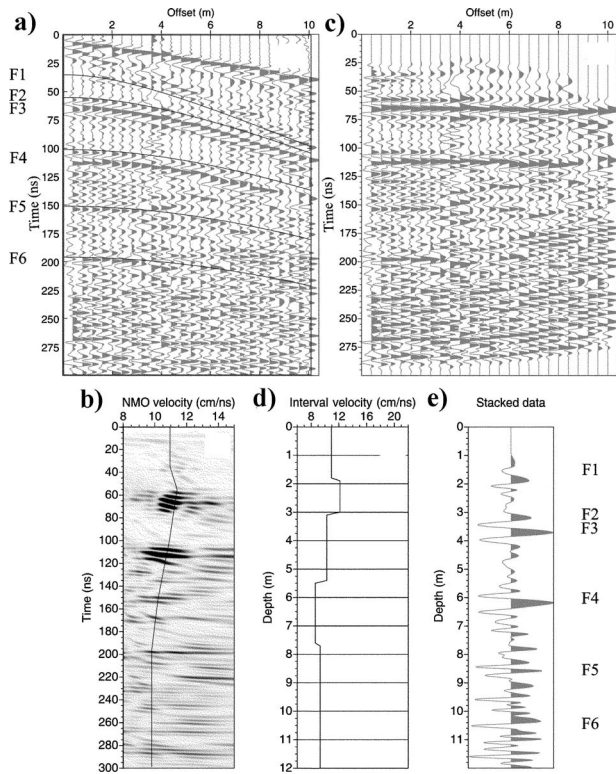 a)
Offset (m)
0 2 4 6 8 10
F1
F2
F3
F4
F5
F6
Time (ns)
0
25
50
75
100
125
150
175
200
225
250
275
c)
Offset (m)
0 2 4 6 8 10
Time (ns)
0
25
50
75
100
125
150
175
200
225
250
275
b)
NMO velocity (cm/ns)
8 10 12 14
Time (ns)
0
20
40
60
80
100
120
140
160
180
200
220
240
260
280
300
d)
Interval velocity (cm/ns)
8 12 16 20
Depth (m)
0
1
2
3
4
5
6
7
8
9
10
11
12
e)
Stacked data
Depth (m)
0
1
2
3
4
5
6
7
8
9
10
11
F1
F2
F3
F4
F5
F6